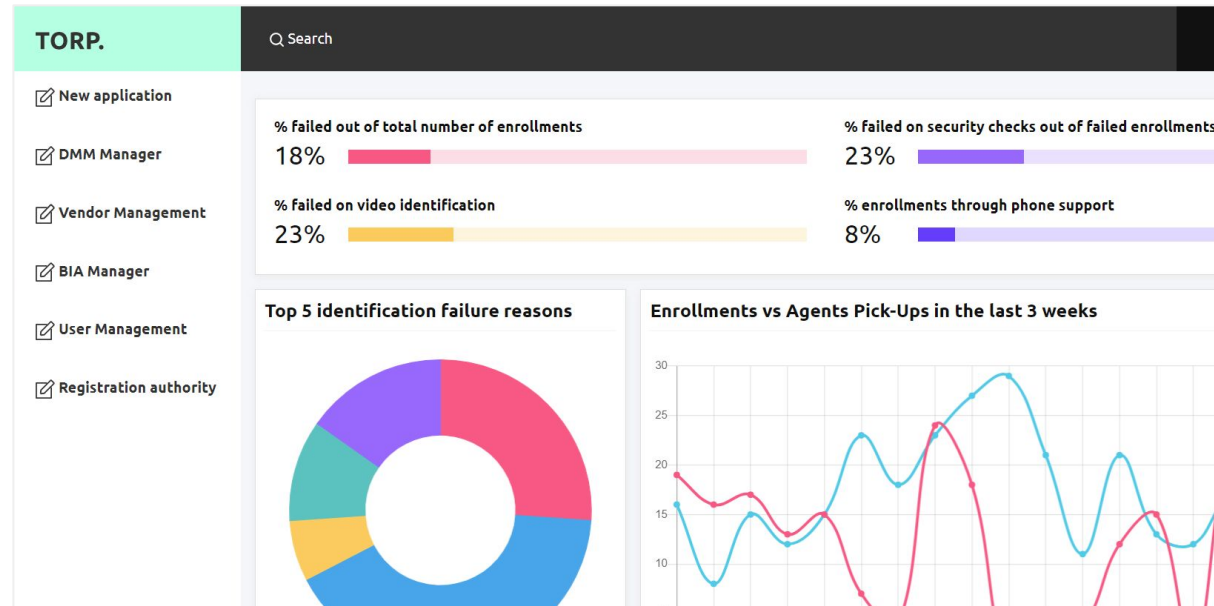 TORP.
Search
New application
DMM Manager
Vendor Management
BIA Manager
User Management
Registration authority
% failed out of total number of enrollments
18%
% failed on security checks out of failed enrollments
23%
% failed on video identification
23%
% enrollments through phone support
8%
Top 5 identification failure reasons
Enrollments vs Agents Pick-Ups in the last 3 weeks
30
25
20
15
10